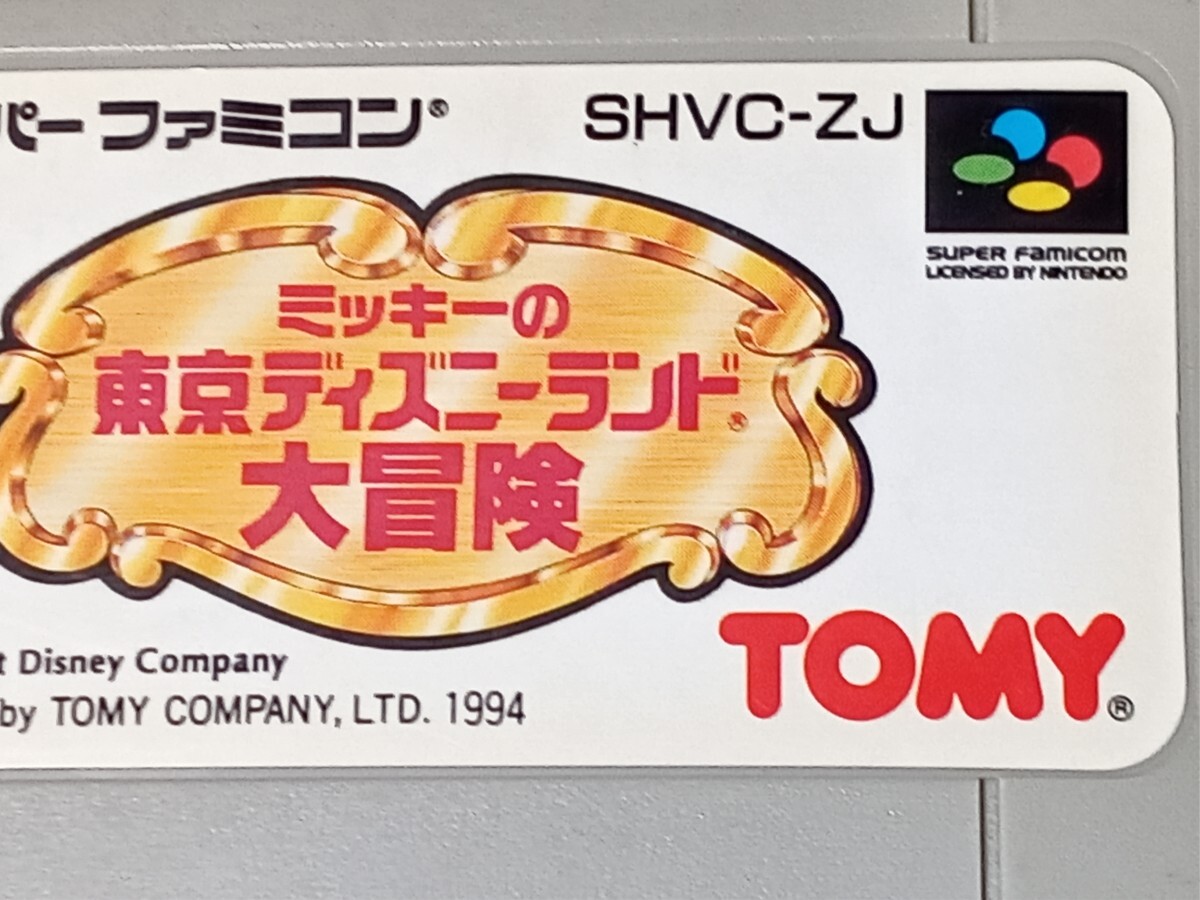 パー ファミコン®
SHVC-ZJ
SUPER FAMICOM
LICENSED BY NINTENDO
ミッキーの
東京ディズニーランド®
大冒険
t Disney Company
by TOMY COMPANY, LTD. 1994
TOMY®